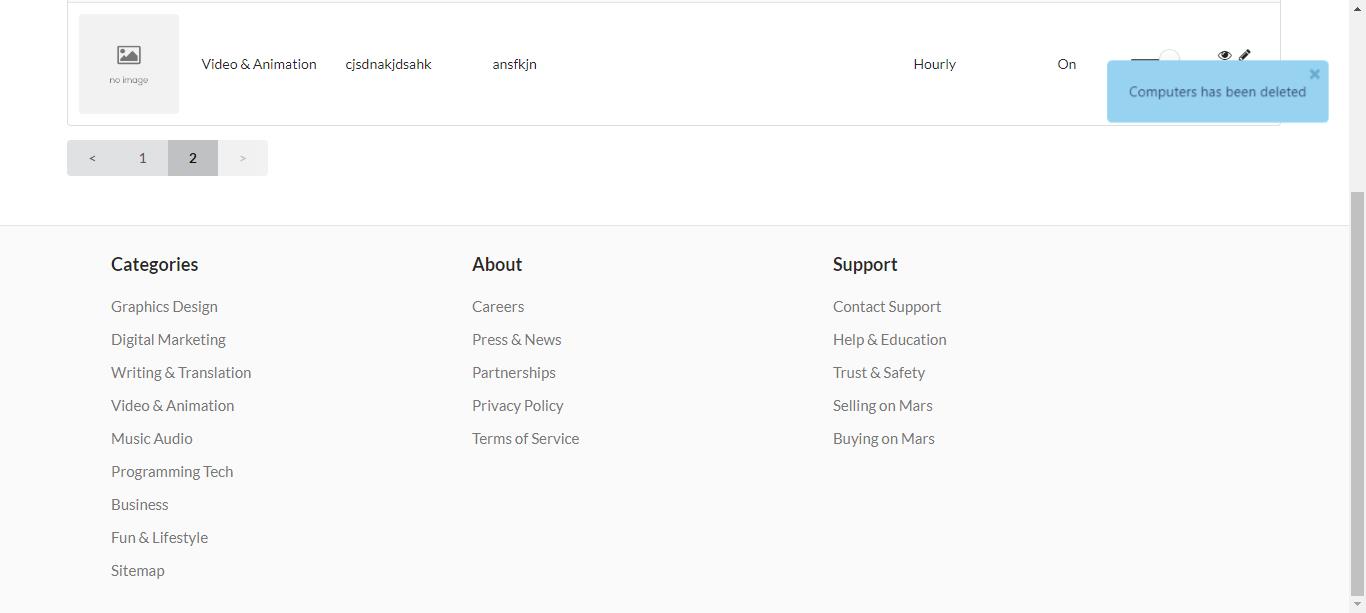 no image
Video & Animation cjsdnakjdsahk ansfkjn Hourly On
Computers has been deleted ×
< 1 2 >
Categories
Graphics Design
Digital Marketing
Writing & Translation
Video & Animation
Music Audio
Programming Tech
Business
Fun & Lifestyle
Sitemap
About
Careers
Press & News
Partnerships
Privacy Policy
Terms of Service
Support
Contact Support
Help & Education
Trust & Safety
Selling on Mars
Buying on Mars